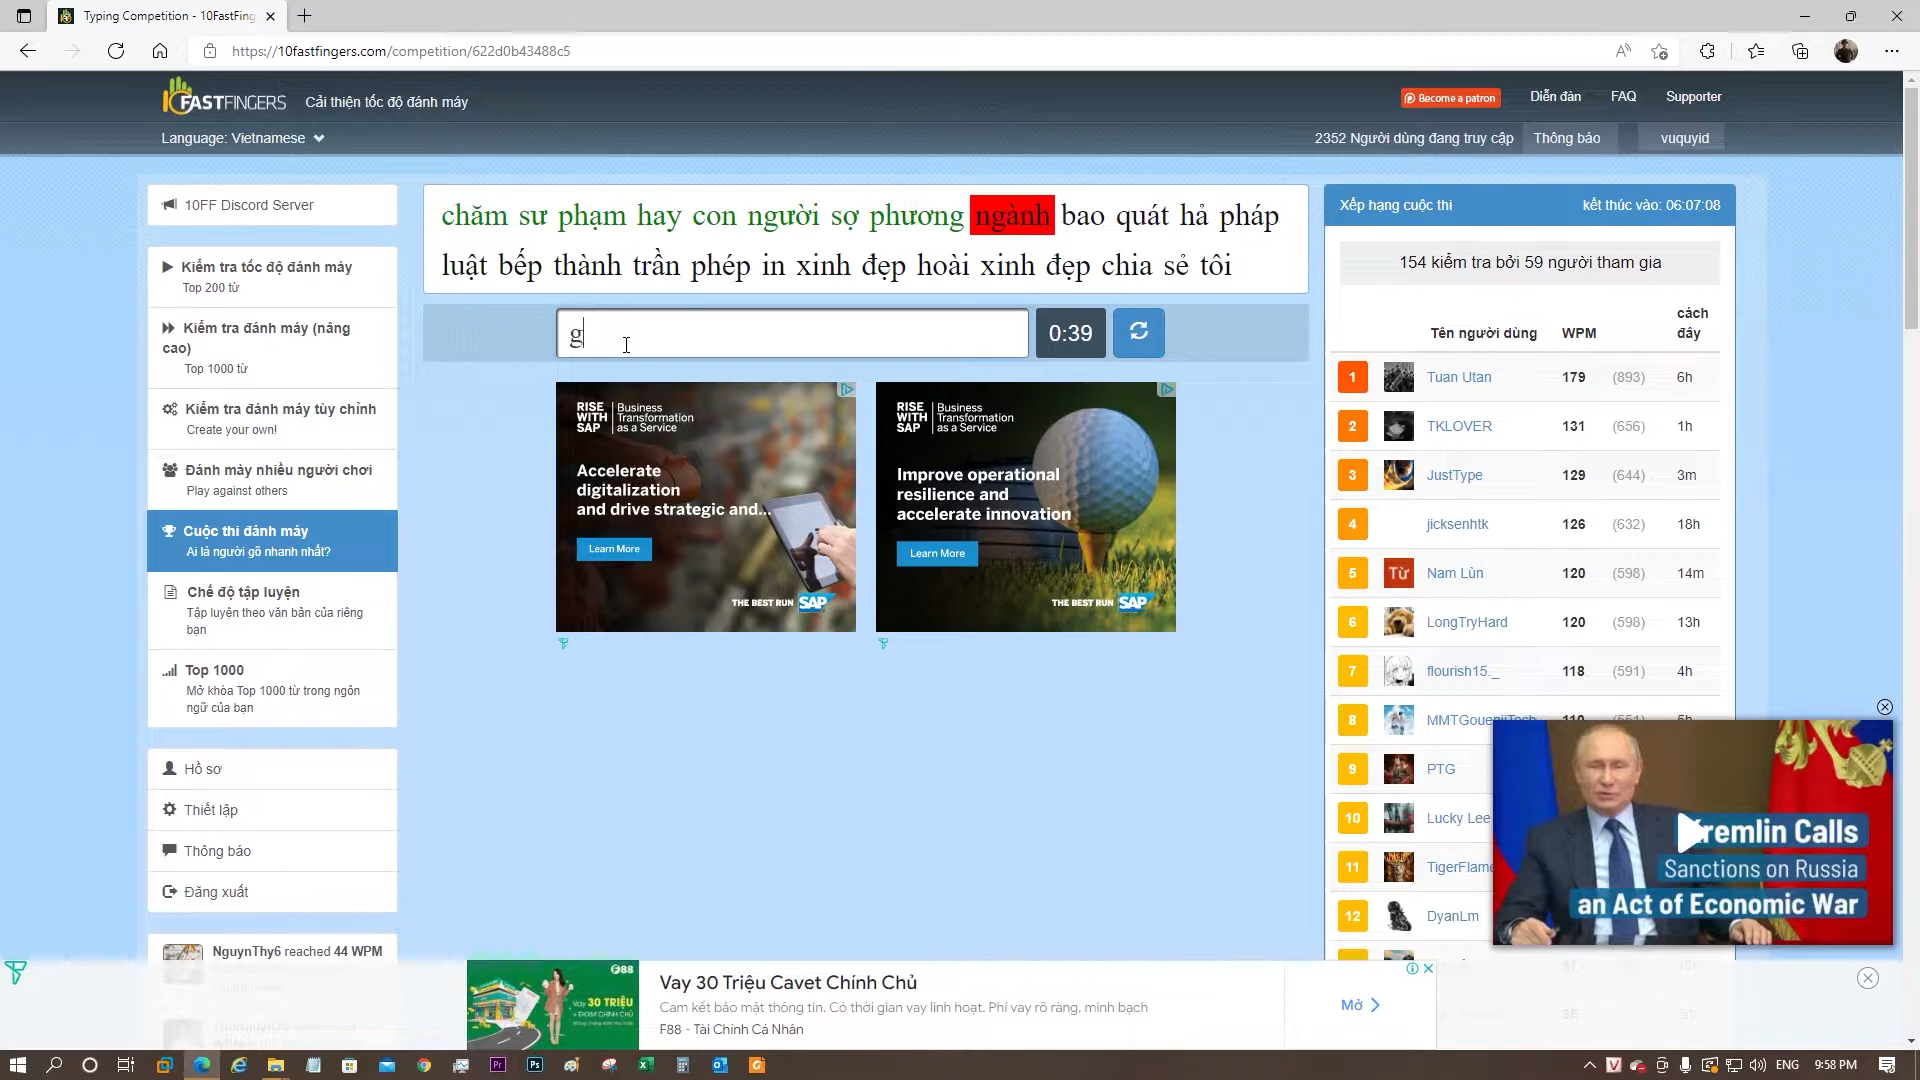 Typing Competition - 10FastFing
https://10fastfingers.com/competition/622d0b43488c5
10FASTFINGERS Cải thiện tốc độ đánh máy
Become a patron Diễn đàn FAQ Supporter
Language: Vietnamese
2352 Người dùng đang truy cập Thông báo vuquyid
10FF Discord Server
Kiểm tra tốc độ đánh máy
Top 200 từ
Kiểm tra đánh máy (nâng
cao)
Top 1000 từ
Kiểm tra đánh máy tùy chỉnh
Create your own!
Đánh mày nhiều người chơi
Play against others
Cuộc thi đánh máy
Ai là người gõ nhanh nhất?
Chế độ tập luyện
Tập luyện theo văn bản của riêng
bạn
Top 1000
Mở khóa Top 1000 từ trong ngôn
ngữ của bạn
Hồ sơ
Thiết lập
Thông báo
Đăng xuất
NguynThy6 reached 44 WPM
chăm sư phạm hay con người sợ phương ngành bao quát hả pháp
luật bếp thành trần phép in xinh đẹp hoài xinh đẹp chia sẻ tôi
g
0:39
RISE WITH SAP Business Transformation as a Service
Accelerate
digitalization
and drive strategic and...
Learn More
THE BEST RUN SAP
RISE WITH SAP Business Transformation as a Service
Improve operational
resilience and
accelerate innovation
Learn More
THE BEST RUN SAP
Xếp hạng cuộc thi kết thúc vào: 06:07:08
154 kiểm tra bởi 59 người tham gia
Tên người dùng WPM cách đây
1 Tuan Utan 179 (893) 6h
2 TKLOVER 131 (656) 1h
3 JustType 129 (644) 3m
4 jicksenhtk 126 (632) 18h
5 Từ Nam Lùn 120 (598) 14m
6 LongTryHard 120 (598) 13h
7 flourish15._ 118 (591) 4h
8 MMTGouenjiTech 110 (551) 5h
9 PTG
10 Lucky Lee
11 TigerFlame
12 DyanLm
Kremlin Calls
Sanctions on Russia
an Act of Economic War
F88
Vay 30 TRIỆU
Vay 30 Triệu Cavet Chính Chủ
Cam kết bảo mật thông tin. Có thời gian vay linh hoạt. Phí vay rõ ràng, minh bạch
F88 - Tài Chính Cá Nhân
Mở
ENG 9:58 PM